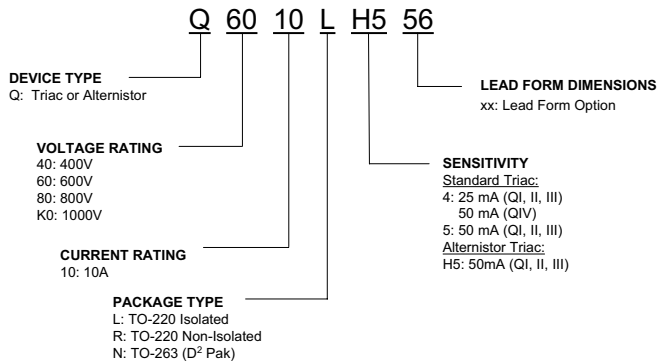 Q 60 10 L H5 56
DEVICE TYPE
Q: Triac or Alternistor
VOLTAGE RATING
40: 400V
60: 600V
80: 800V
K0: 1000V
CURRENT RATING
10: 10A
PACKAGE TYPE
L: TO-220 Isolated
R: TO-220 Non-Isolated
N: TO-263 (D² Pak)
LEAD FORM DIMENSIONS
xx: Lead Form Option
SENSITIVITY
Standard Triac:
4: 25 mA (QI, II, III)
50 mA (QIV)
5: 50 mA (QI, II, III)
Alternistor Triac:
H5: 50mA (QI, II, III)